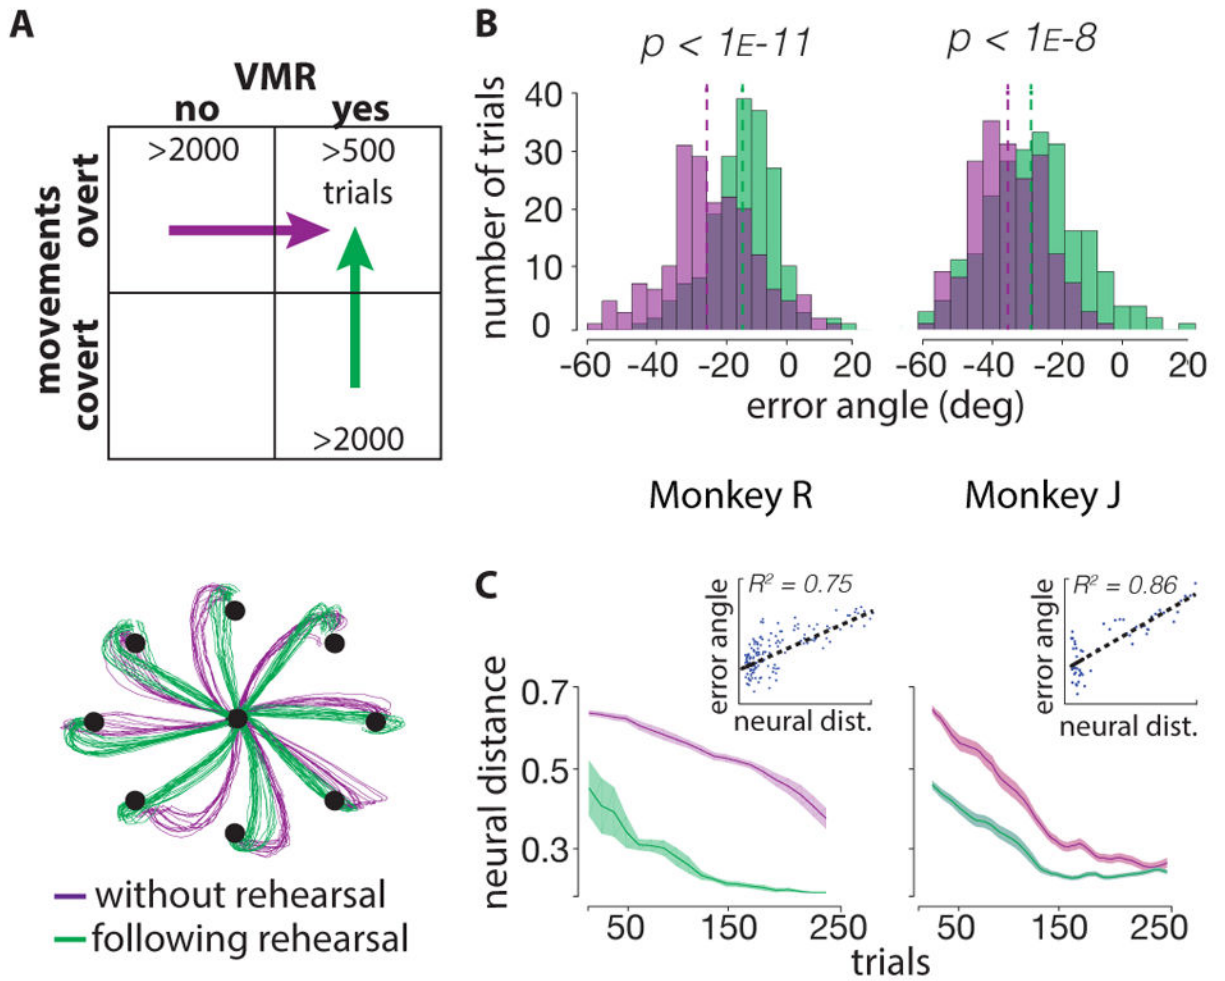 A
VMR
no yes
movements
overt
covert
>2000
>500
trials
>2000
without rehearsal
following rehearsal
B
p < 1E-11
p < 1E-8
number of trials
40
30
20
10
0
-60 -40 -20 0 20
-60 -40 -20 0 20
error angle (deg)
Monkey R
Monkey J
C
error angle
R² = 0.75
neural dist.
error angle
R² = 0.86
neural dist.
neural distance
0.7
0.5
0.3
50 150 250
50 150 250
trials